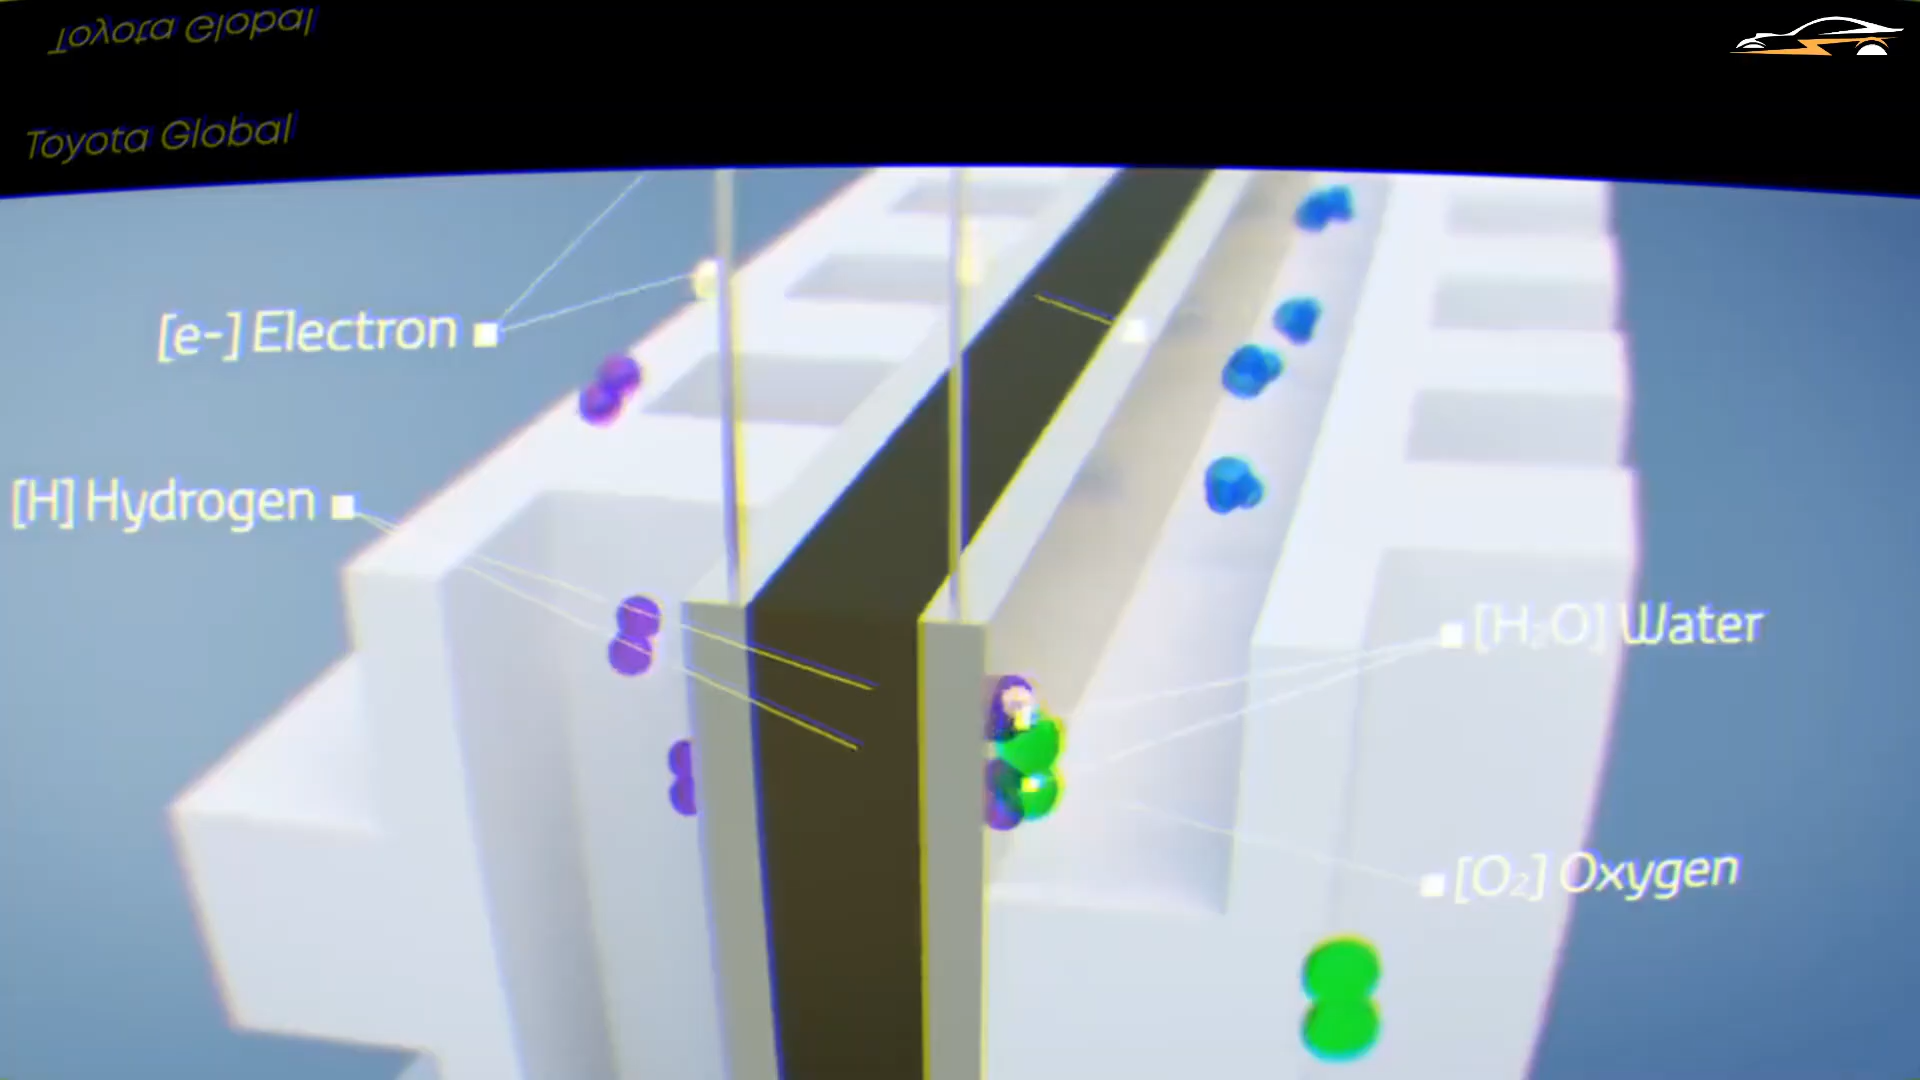 Toyota Global
Toyota Global
[e-] Electron
[H] Hydrogen
[H₂O] Water
[O₂] Oxygen